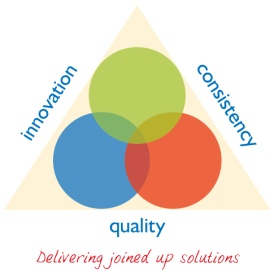 innovation
consistency
quality
Delivering joined up solutions